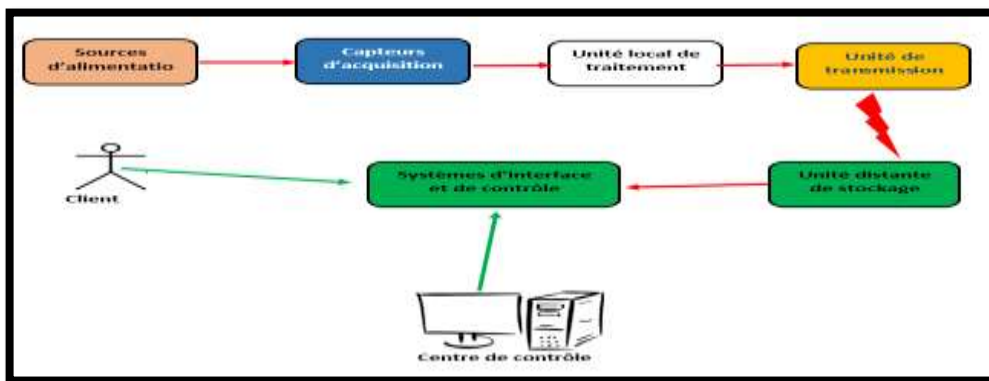 Sources
d'alimentatio
Capteurs
d'acquisition
Unité local de
traitement
Unité de
transmission
Client
Systèmes d'interface
et de contrôle
Unité distante
de stockage
Centre de contrôle